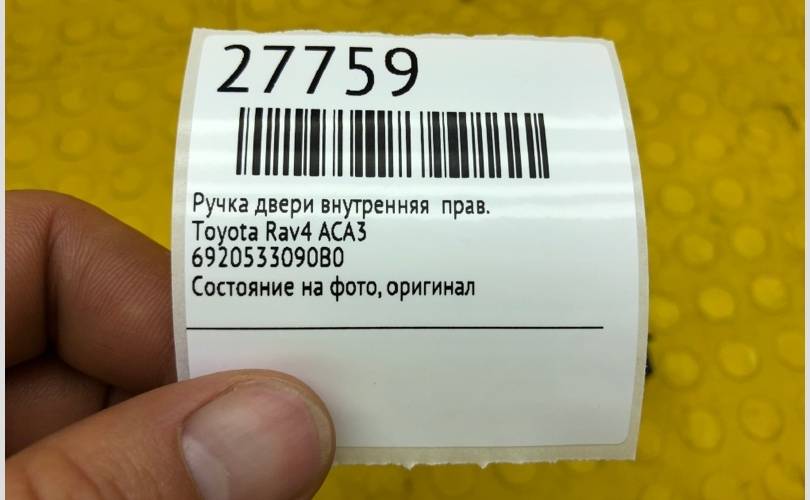 27759
Ручка двери внутренняя прав.
Toyota Rav4 ACA3
6920533090B0
Состояние на фото, оригинал